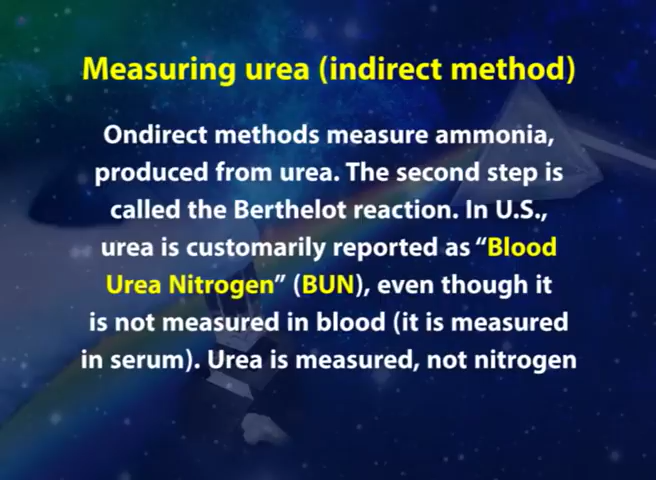 Measuring urea (indirect method)
Ondirect methods measure ammonia,
produced from urea. The second step is
called the Berthelot reaction. In U.S.,
urea is customarily reported as “Blood
Urea Nitrogen” (BUN), even though it
is not measured in blood (it is measured
in serum). Urea is measured, not nitrogen